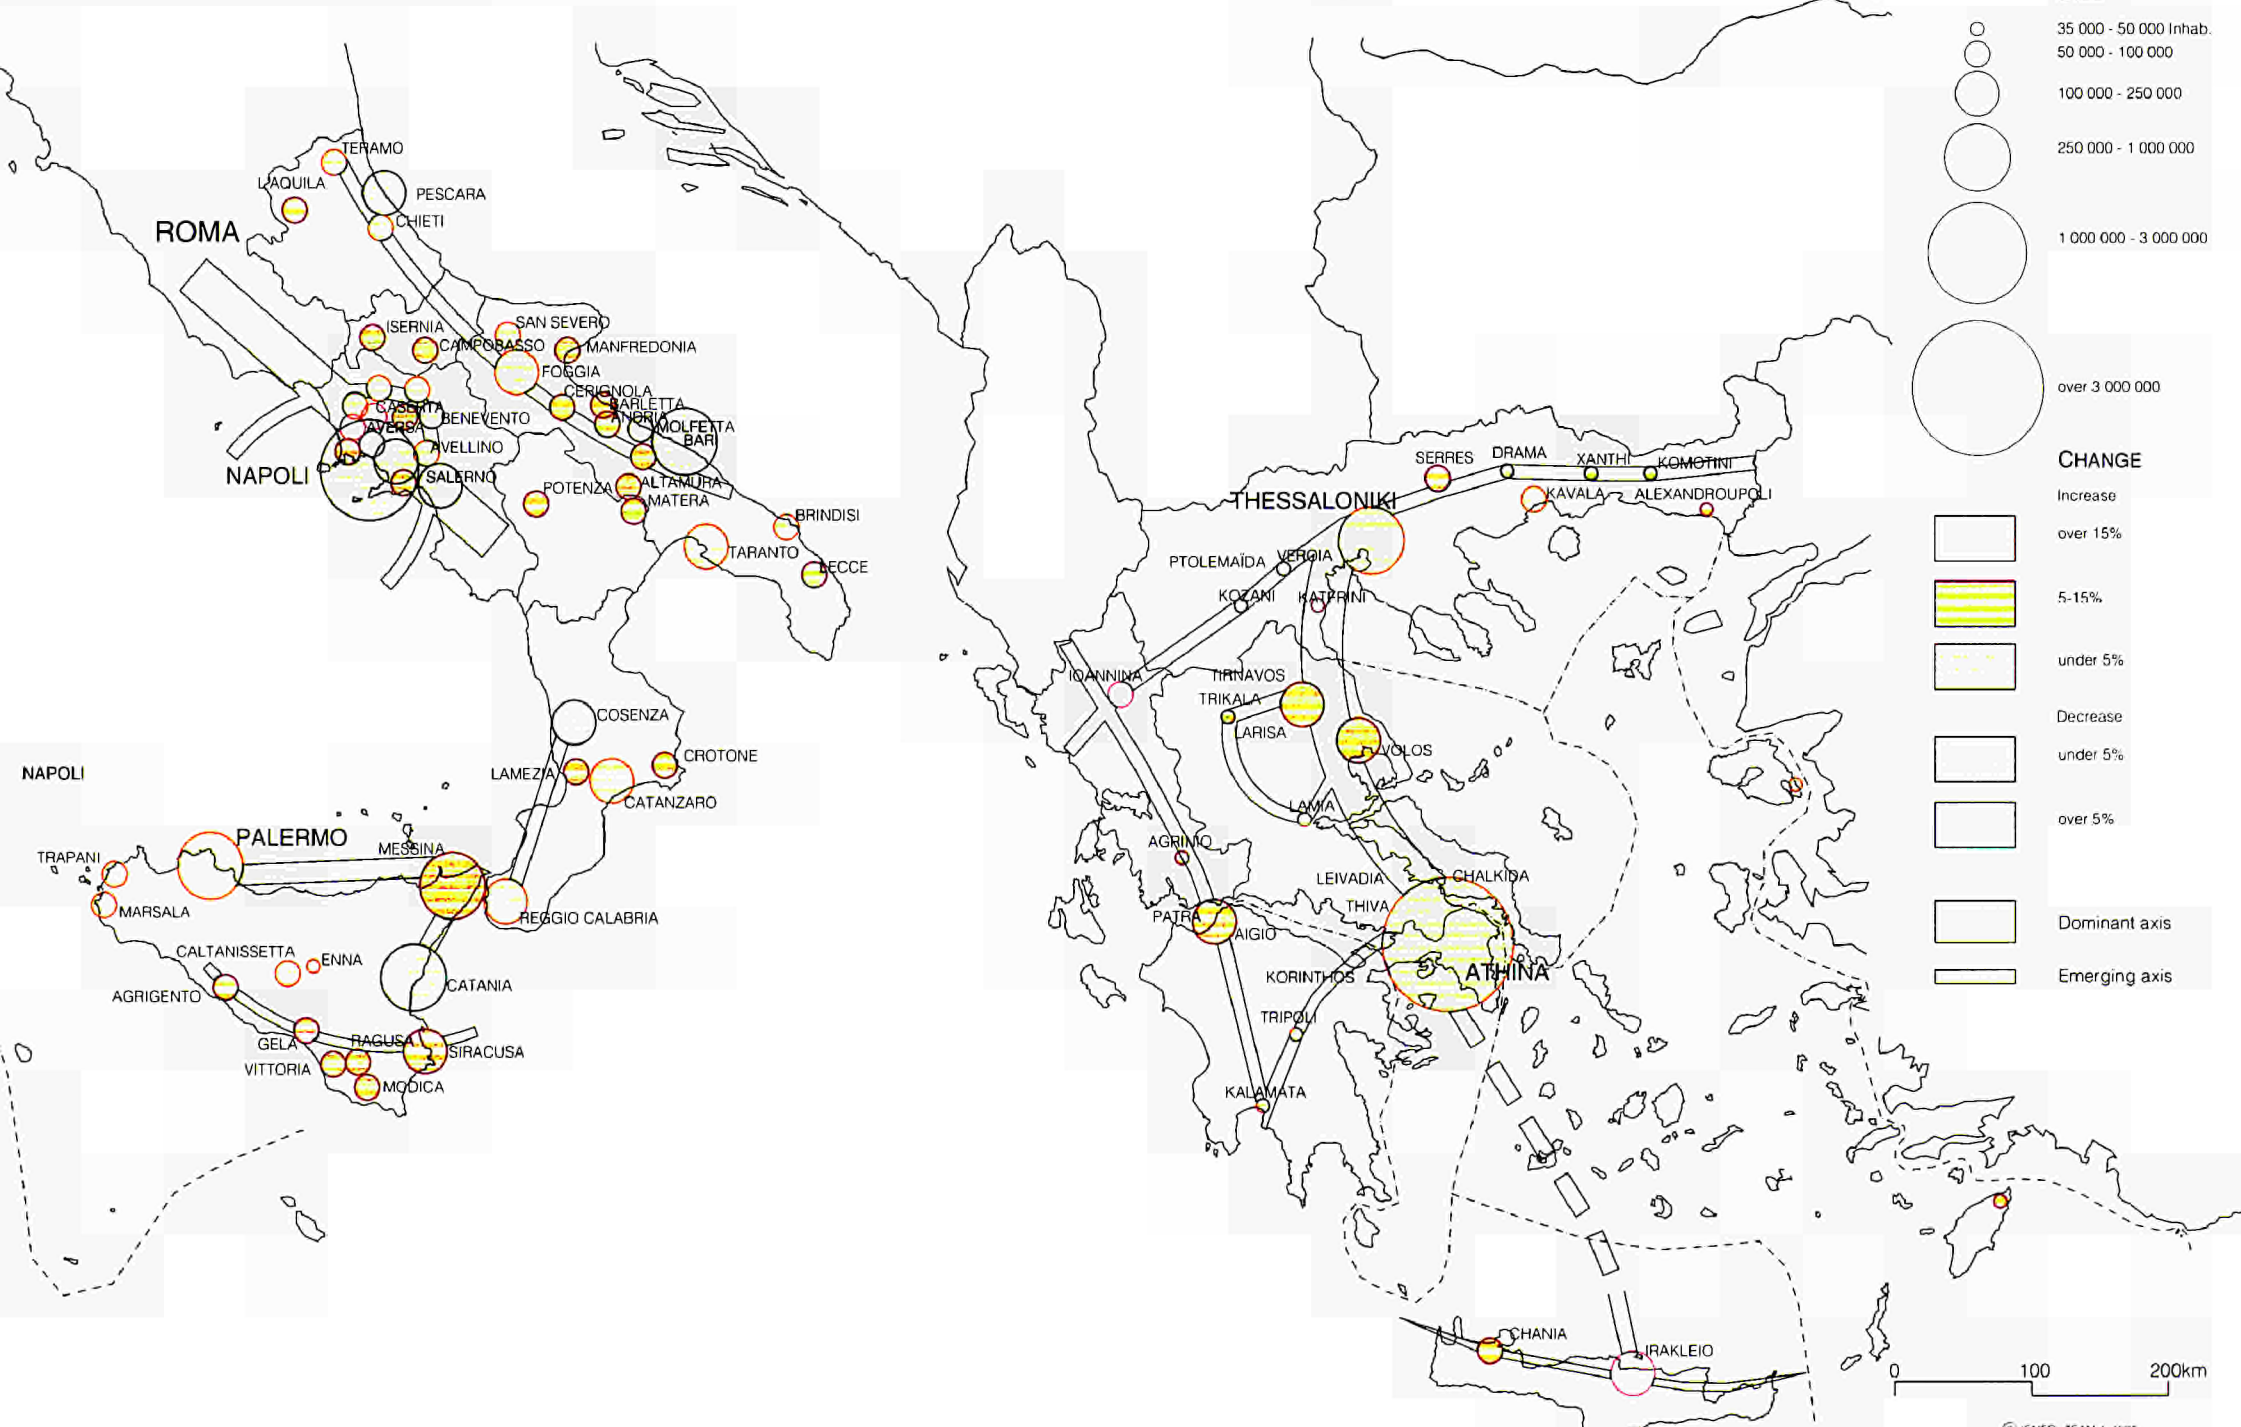 35 000 - 50 000 Inhab.
50 000 - 100 000
100 000 - 250 000
250 000 - 1 000 000
1 000 000 - 3 000 000
over 3 000 000
CHANGE
Increase
over 15%
5-15%
under 5%
Decrease
under 5%
over 5%
Dominant axis
Emerging axis
0 100 200km
TERAMO
L'AQUILA
PESCARA
CHIETI
ROMA
ISERNIA
SAN SEVERO
CAMPOBASSO
MANFREDONIA
FOGGIA
CERIGNOLA
BARLETTA
ANDRIA
MOLFETTA
BARI
CASERTA
BENEVENTO
AVERSA
AVELLINO
NAPOLI
SALERNO
POTENZA
ALTAMURA
MATERA
BRINDISI
TARANTO
LECCE
COSENZA
LAMEZIA
CROTONE
CATANZARO
NAPOLI
PALERMO
MESSINA
TRAPANI
MARSALA
REGGIO CALABRIA
CALTANISSETTA
ENNA
CATANIA
AGRIGENTO
GELA
RAGUSA
SIRACUSA
VITTORIA
MODICA
SERRES
DRAMA
XANTHI
KOMOTINI
THESSALONIKI
KAVALA
ALEXANDROUPOLI
PTOLEMAÏDA
VEROIA
KOZANI
KATERINI
IOANNINA
TIRNAVOS
TRIKALA
LARISA
VOLOS
LAMIA
AGRINIO
LEIVADIA
CHALKIDA
THIVA
PATRA
AIGIO
KORINTHOS
ATHINA
TRIPOLI
KALAMATA
CHANIA
IRAKLEIO